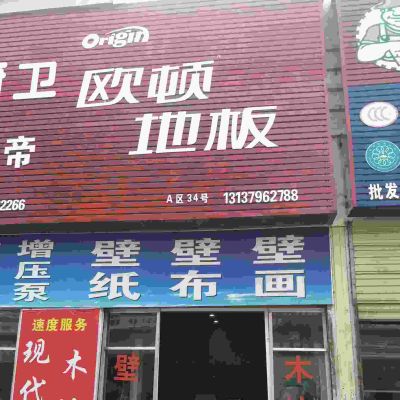 Origin
卫
欧顿
地板
帝
2266
A区34号
13137962788
增压泵
壁纸
壁布
壁画
批发
速度服务
现代
木
壁
木